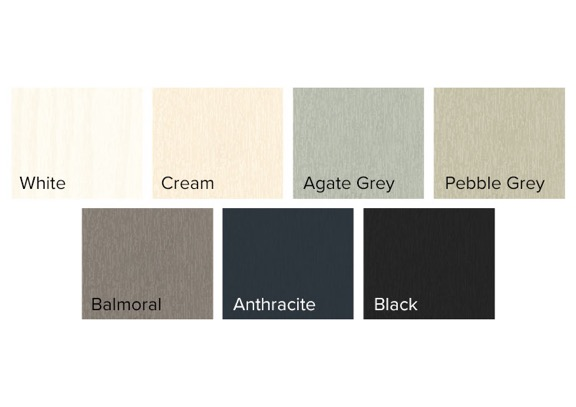 White
Cream
Agate Grey
Pebble Grey
Balmoral
Anthracite
Black